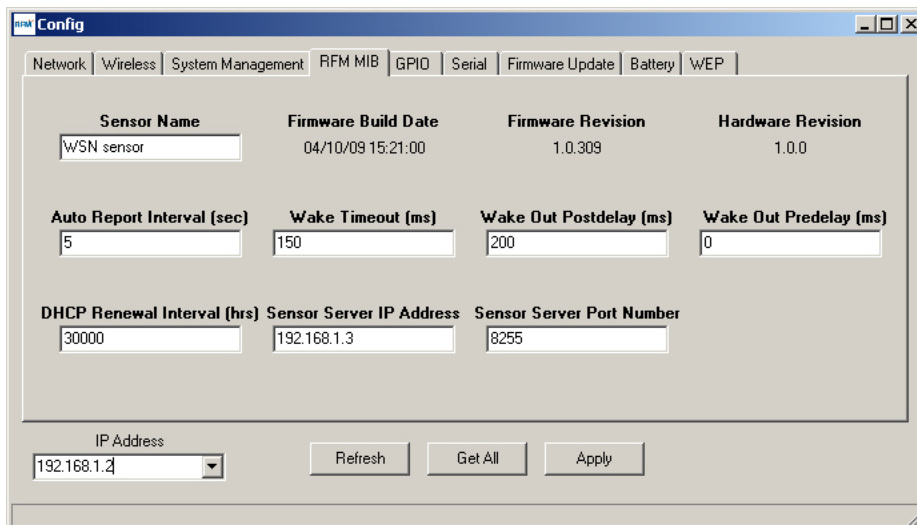 RFM Config
Network Wireless System Management RFM MIB GPIO Serial Firmware Update Battery WEP
Sensor Name Firmware Build Date Firmware Revision Hardware Revision
WSN sensor 04/10/09 15:21:00 1.0.309 1.0.0
Auto Report Interval (sec) Wake Timeout (ms) Wake Out Postdelay (ms) Wake Out Predelay (ms)
5 150 200 0
DHCP Renewal Interval (hrs) Sensor Server IP Address Sensor Server Port Number
30000 192.168.1.3 8255
IP Address
192.168.1.2 Refresh Get All Apply